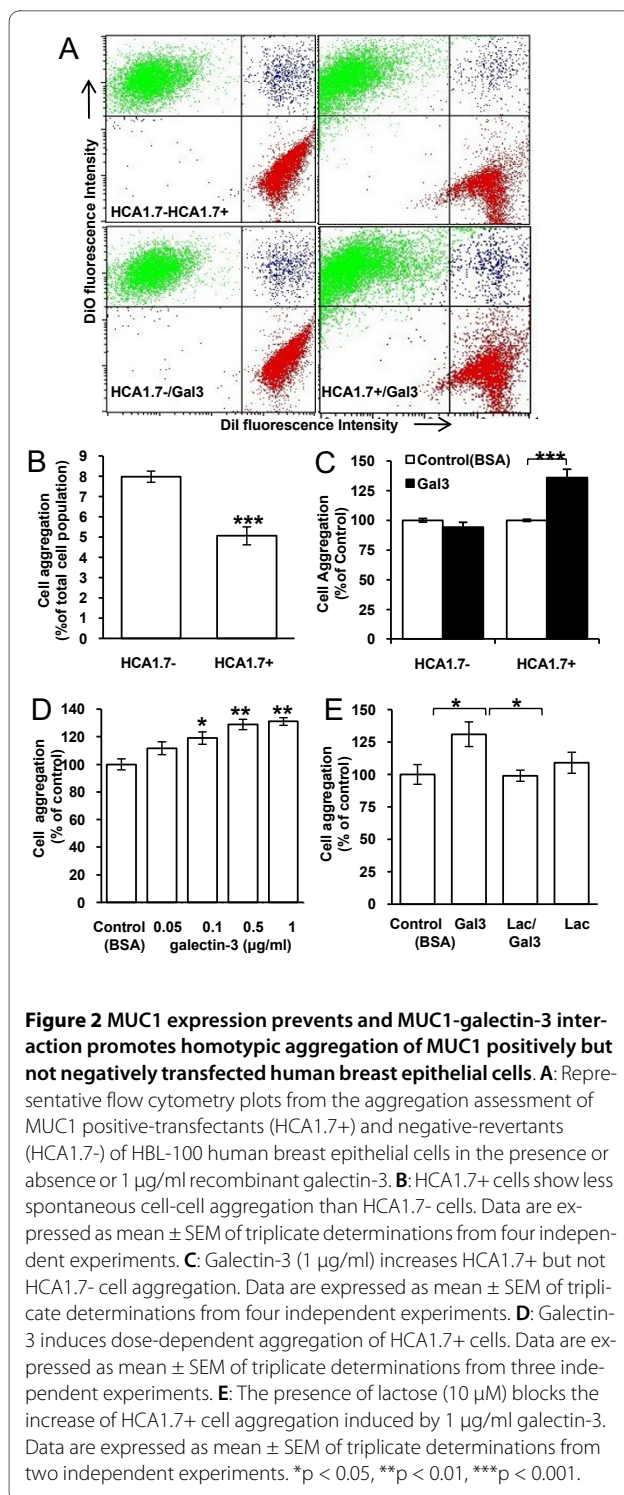 A
DiO fluorescence Intensity
HCA1.7-HCA1.7+
HCA1.7-/Gal3
HCA1.7+/Gal3
DiI fluorescence Intensity
B
Cell aggregation
(%of total cell population)
9
8
7
6
5
4
3
2
1
0
***
HCA1.7-
HCA1.7+
C
Cell Aggregation
(%of Control)
150
125
100
75
50
25
0
Control(BSA)
Gal3
***
HCA1.7-
HCA1.7+
D
Cell aggregation
(% of control)
140
120
100
80
60
40
20
0
*
**
**
Control 0.05 0.1 0.5 1
(BSA) galectin-3 (µg/ml)
E
Cell aggregation
(% of control)
150
125
100
75
50
25
0
*
*
Control Gal3 Lac/ Lac
(BSA) Gal3
Figure 2 MUC1 expression prevents and MUC1-galectin-3 inter-
action promotes homotypic aggregation of MUC1 positively but
not negatively transfected human breast epithelial cells. A: Repre-
sentative flow cytometry plots from the aggregation assessment of
MUC1 positive-transfectants (HCA1.7+) and negative-revertants
(HCA1.7-) of HBL-100 human breast epithelial cells in the presence or
absence or 1 µg/ml recombinant galectin-3. B: HCA1.7+ cells show less
spontaneous cell-cell aggregation than HCA1.7- cells. Data are ex-
pressed as mean ± SEM of triplicate determinations from four indepen-
dent experiments. C: Galectin-3 (1 µg/ml) increases HCA1.7+ but not
HCA1.7- cell aggregation. Data are expressed as mean ± SEM of tripli-
cate determinations from four independent experiments. D: Galectin-
3 induces dose-dependent aggregation of HCA1.7+ cells. Data are ex-
pressed as mean ± SEM of triplicate determinations from three inde-
pendent experiments. E: The presence of lactose (10 µM) blocks the
increase of HCA1.7+ cell aggregation induced by 1 µg/ml galectin-3.
Data are expressed as mean ± SEM of triplicate determinations from
two independent experiments. *p < 0.05, **p < 0.01, ***p < 0.001.